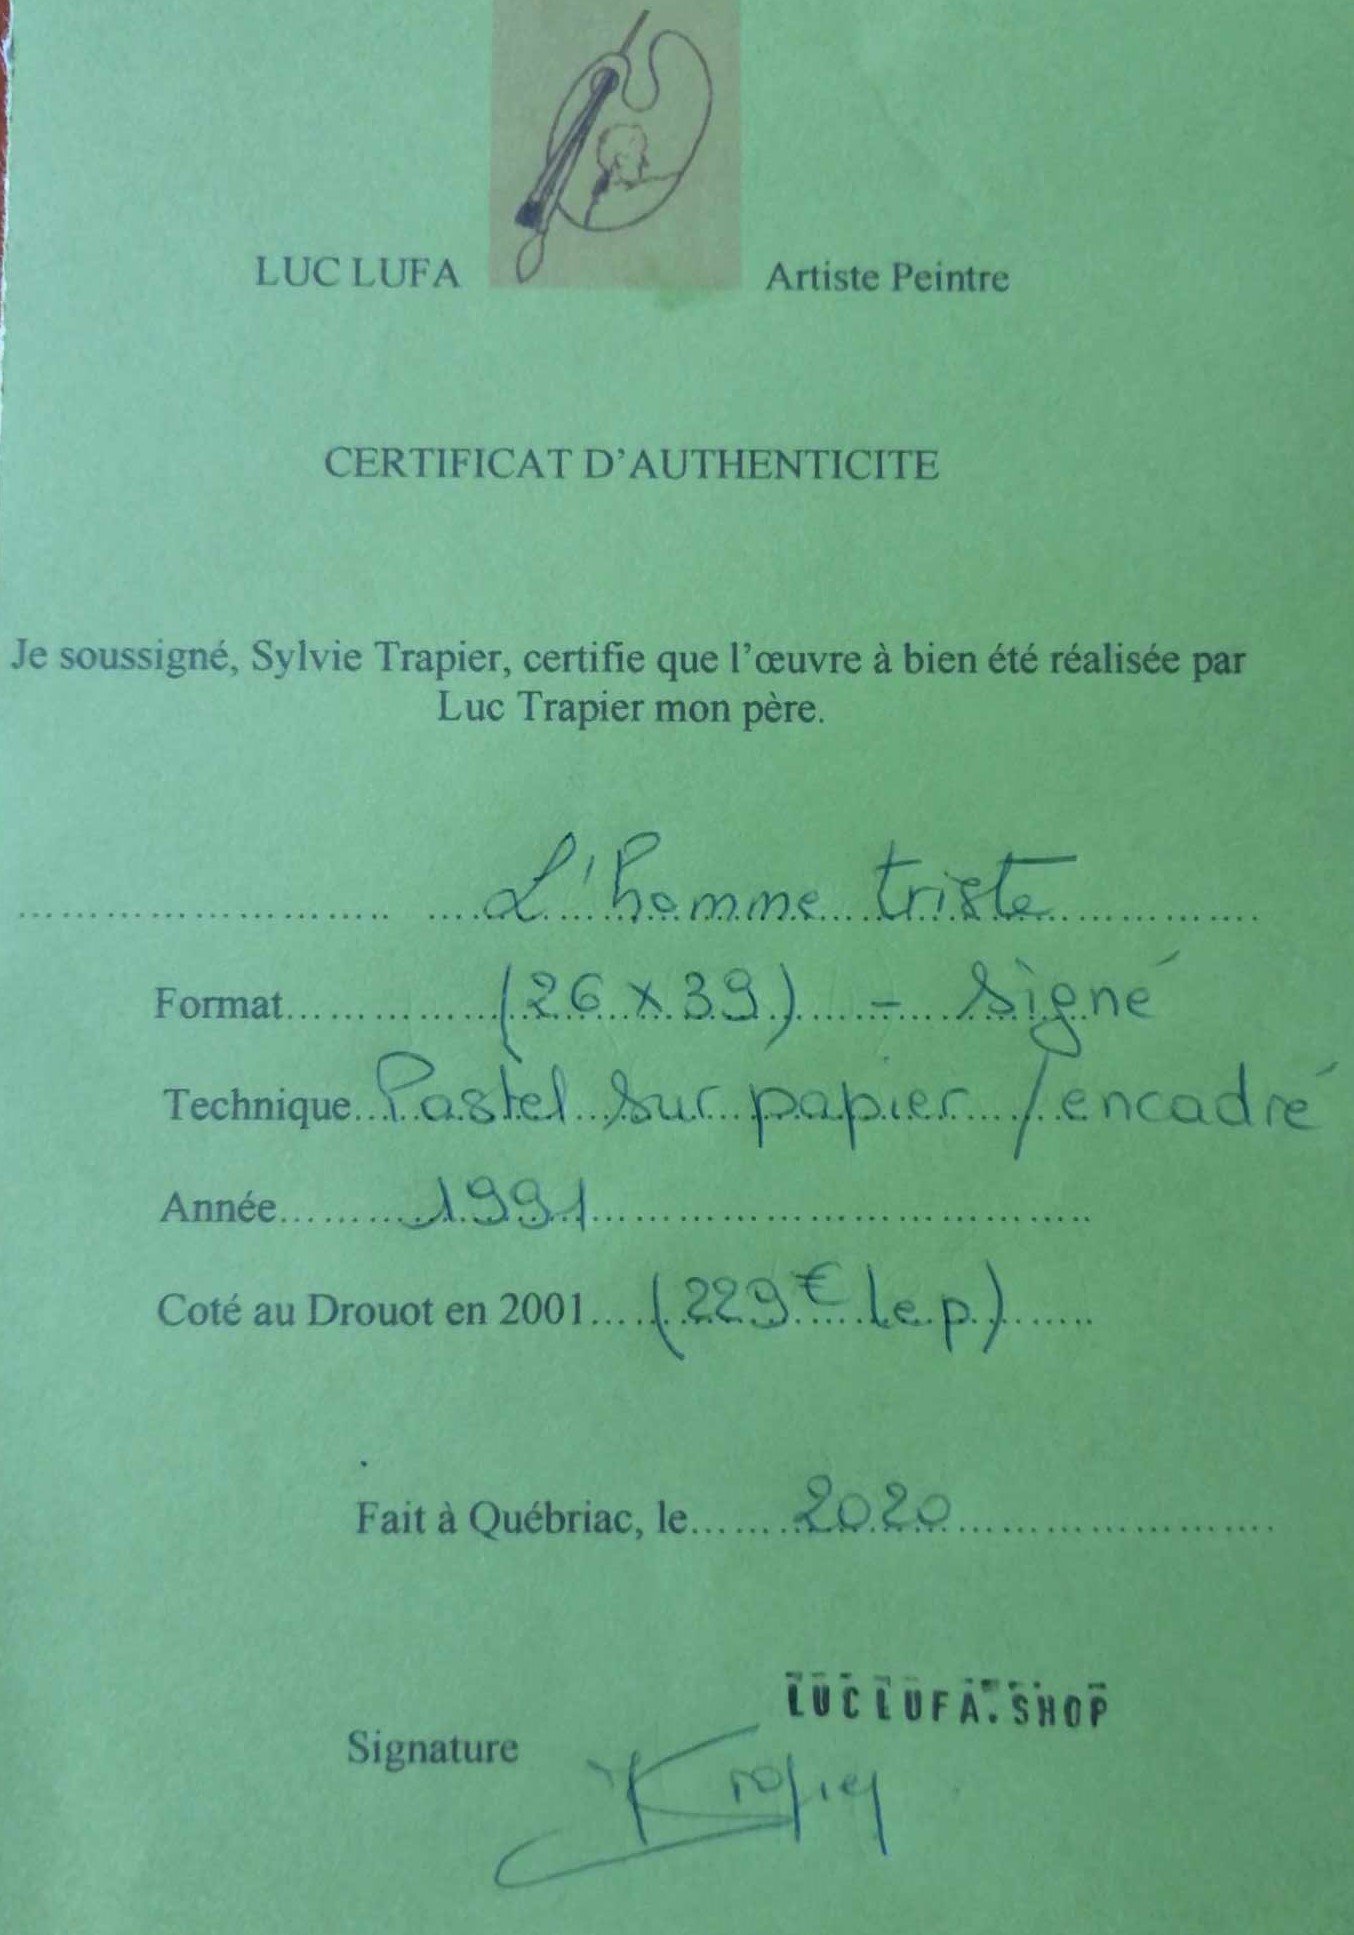 LUC LUFA Artiste Peintre
CERTIFICAT D'AUTHENTICITE
Je soussigné, Sylvie Trapier, certifie que l'œuvre à bien été réalisée par
Luc Trapier mon père.
L'homme triste
Format (26 x 39) - signé
Technique Pastel sur papier / encadré
Année 1991
Coté au Drouot en 2001 (229 € le p)
Fait à Québriac, le 2020
LUCLUFA.SHOP
Signature